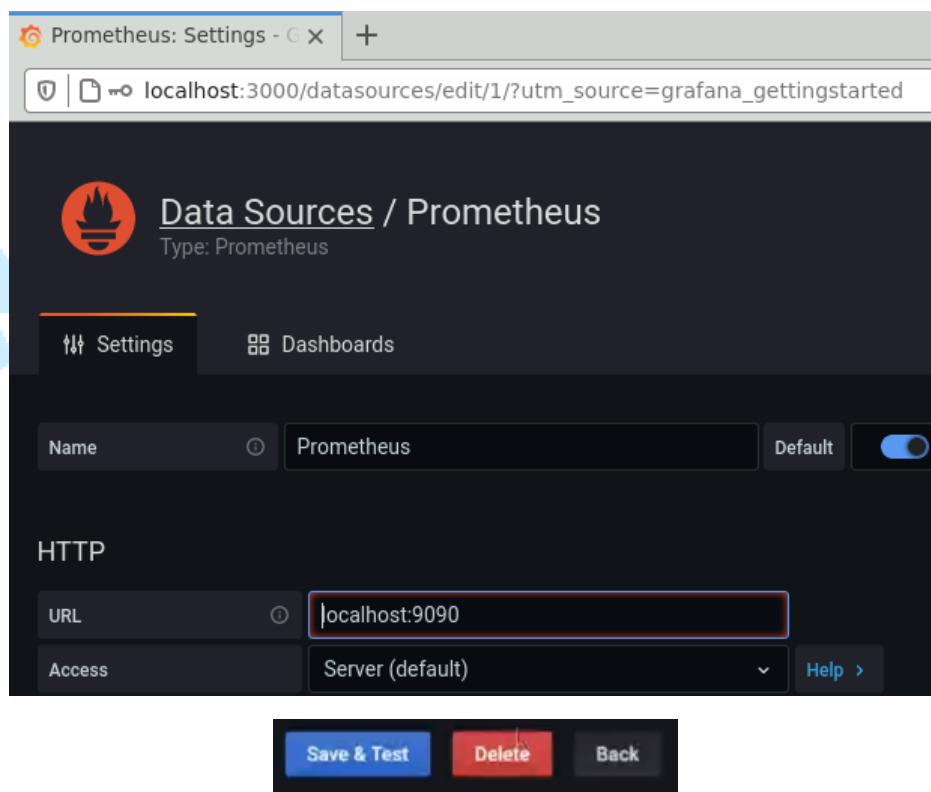 Prometheus: Settings - G
localhost:3000/datasources/edit/1/?utm_source=grafana_gettingstarted
Data Sources / Prometheus
Type: Prometheus
Settings Dashboards
Name Prometheus Default
HTTP
URL localhost:9090
Access Server (default) Help >
Save & Test Delete Back